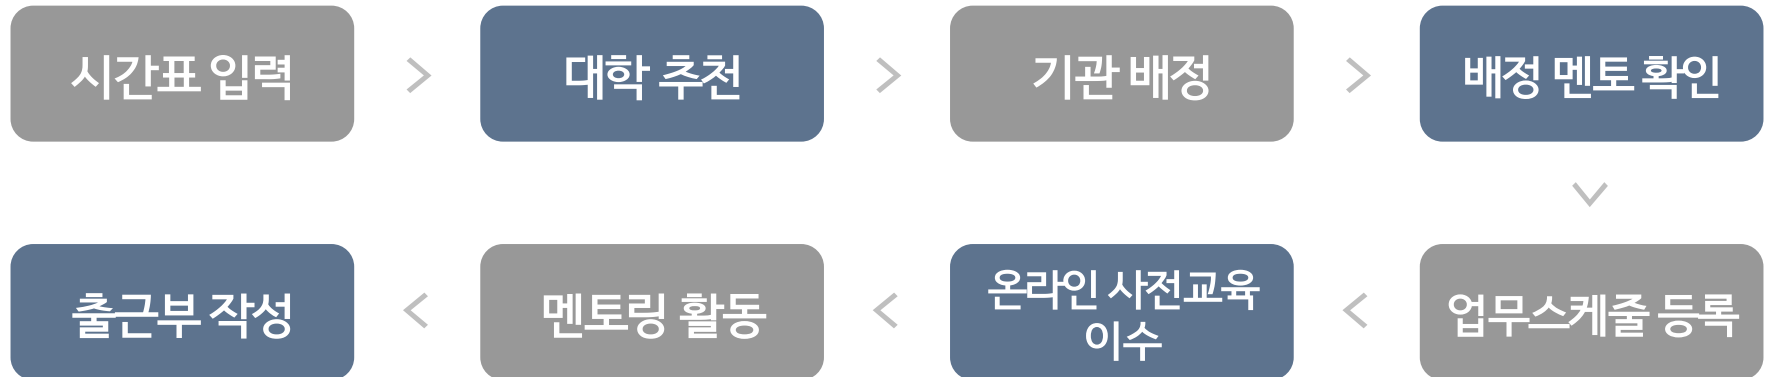 시간표 입력
대학 추천
기관 배정
배정 멘토 확인
업무스케줄 등록
온라인 사전교육
이수
멘토링 활동
출근부 작성